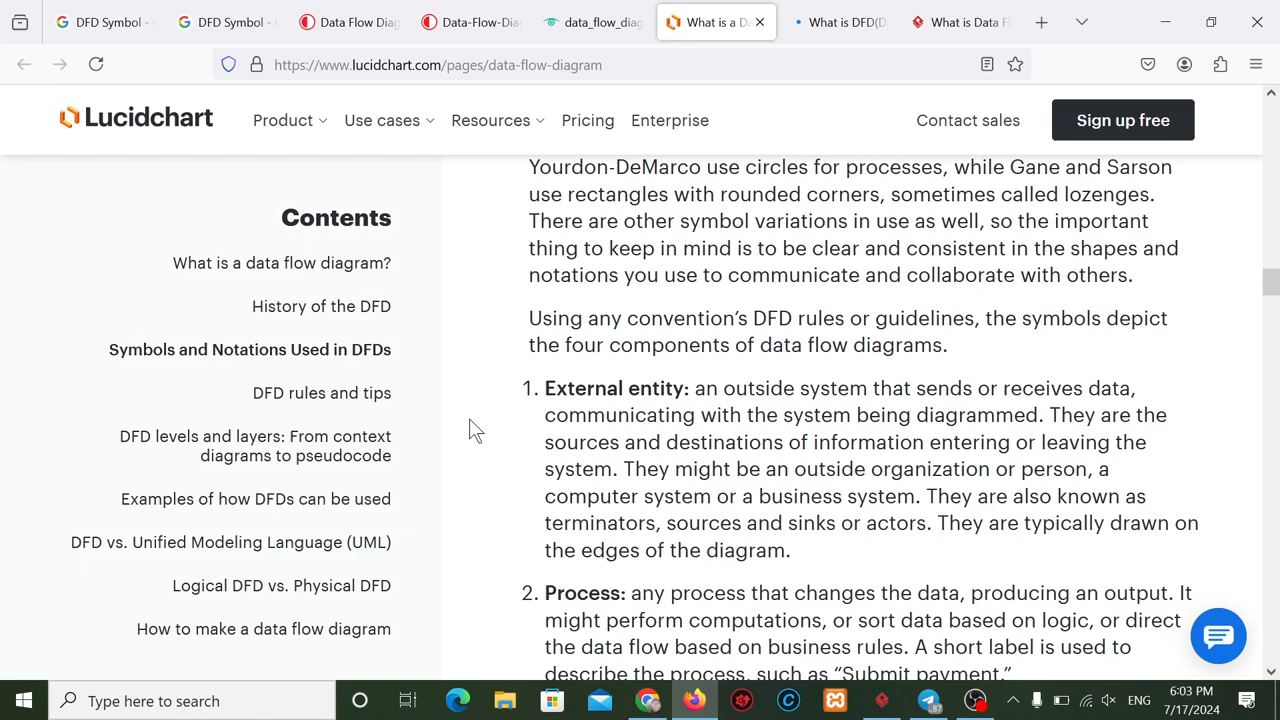 DFD Symbol -
DFD Symbol -
Data Flow Diag
Data-Flow-Dia
data_flow_diag
What is a Da
What is DFD(D
What is Data F
https://www.lucidchart.com/pages/data-flow-diagram
Lucidchart
Product
Use cases
Resources
Pricing
Enterprise
Contact sales
Sign up free
Contents
What is a data flow diagram?
History of the DFD
Symbols and Notations Used in DFDs
DFD rules and tips
DFD levels and layers: From context
diagrams to pseudocode
Examples of how DFDs can be used
DFD vs. Unified Modeling Language (UML)
Logical DFD vs. Physical DFD
How to make a data flow diagram
Yourdon-DeMarco use circles for processes, while Gane and Sarson
use rectangles with rounded corners, sometimes called lozenges.
There are other symbol variations in use as well, so the important
thing to keep in mind is to be clear and consistent in the shapes and
notations you use to communicate and collaborate with others.
Using any convention’s DFD rules or guidelines, the symbols depict
the four components of data flow diagrams.
1. External entity: an outside system that sends or receives data,
communicating with the system being diagrammed. They are the
sources and destinations of information entering or leaving the
system. They might be an outside organization or person, a
computer system or a business system. They are also known as
terminators, sources and sinks or actors. They are typically drawn on
the edges of the diagram.
2. Process: any process that changes the data, producing an output. It
might perform computations, or sort data based on logic, or direct
the data flow based on business rules. A short label is used to
describe the process, such as “Submit payment.”
Type here to search
ENG
6:03 PM
7/17/2024